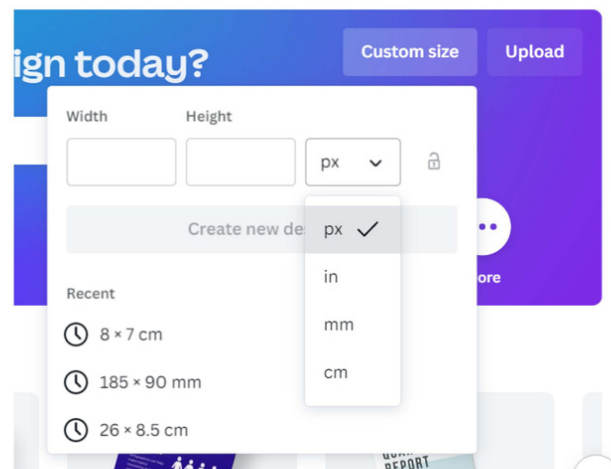 ign today?
Custom size
Upload
Width
Height
px
Create new de
px
in
mm
cm
ore
Recent
8 × 7 cm
185 × 90 mm
26 × 8.5 cm
REPORT